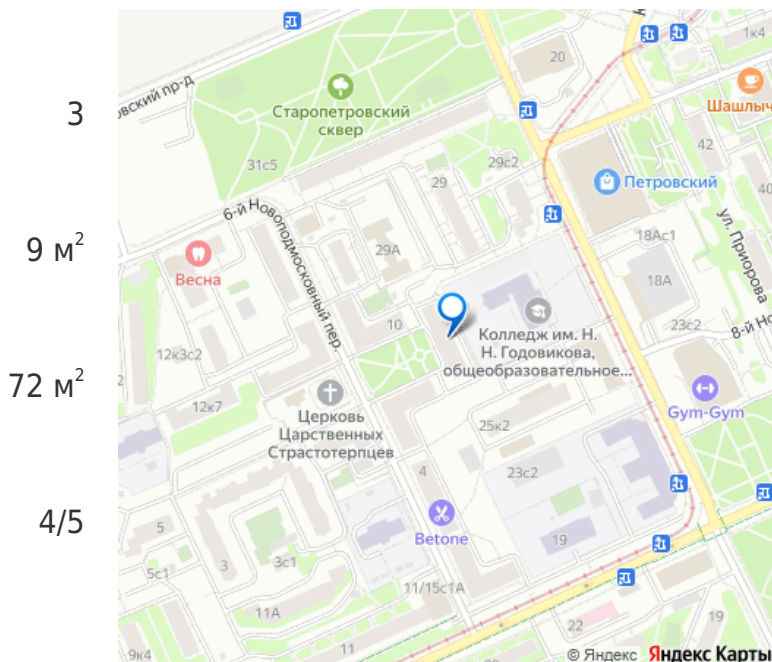 3
9 м²
72 м²
4/5
20
1к4
вский пр-д
Старопетровский
сквер
Шашлыч
31с5
29
29с2
42
40
Петровский
6-й Новоподмосковный пер.
ул. Приорова
Весна
29А
18Ас1
18А
10
23с2
8-й Но
Колледж им. Н.
Н. Годовикова,
общеобразовательное...
12к3с2
12к7
Церковь
Царственных
Страстотерпцев
Gym-Gym
25к2
4
23с2
Betone
5
5с1
3
3с1
19
11/15с1А
11А
11
9к4
22
19
© Яндекс Яндекс Карты